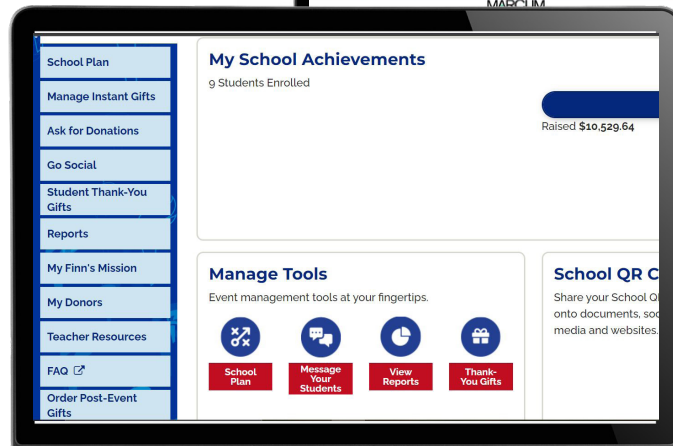 MARCUM
School Plan
Manage Instant Gifts
Ask for Donations
Go Social
Student Thank-You
Gifts
Reports
My Finn's Mission
My Donors
Teacher Resources
FAQ
Order Post-Event
Gifts
My School Achievements
9 Students Enrolled
Raised $10,529.64
Manage Tools
Event management tools at your fingertips.
School
Plan
Message
Your
Students
View
Reports
Thank-
You Gifts
School QR C
Share your School Q
onto documents, soc
media and websites.